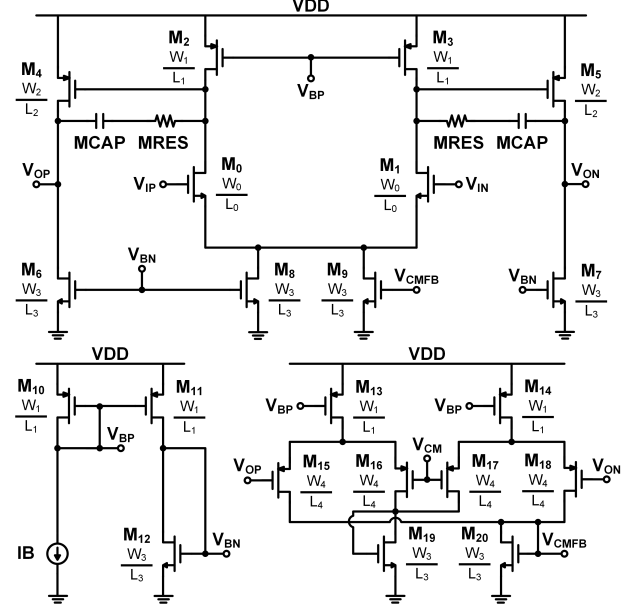 VDD
M2 W1 L1
M3 W1 L1
M4 W2 L2
M5 W2 L2
VBP
MCAP MRES
MRES MCAP
VOP
VIP
M0 W0 L0
M1 W0 L0
VIN
VON
M6 W3 L3
VBN
M8 W3 L3
M9 W3 L3
VCMFB
VBN
M7 W3 L3
VDD
M10 W1 L1
M11 W1 L1
VBP
IB
M12 W3 L3
VBN
VDD
VBP
M13 W1 L1
VBP
M14 W1 L1
VOP
M15 W4 L4
M16 W4 L4
VCM
M17 W4 L4
M18 W4 L4
VON
M19 W3 L3
M20 W3 L3
VCMFB